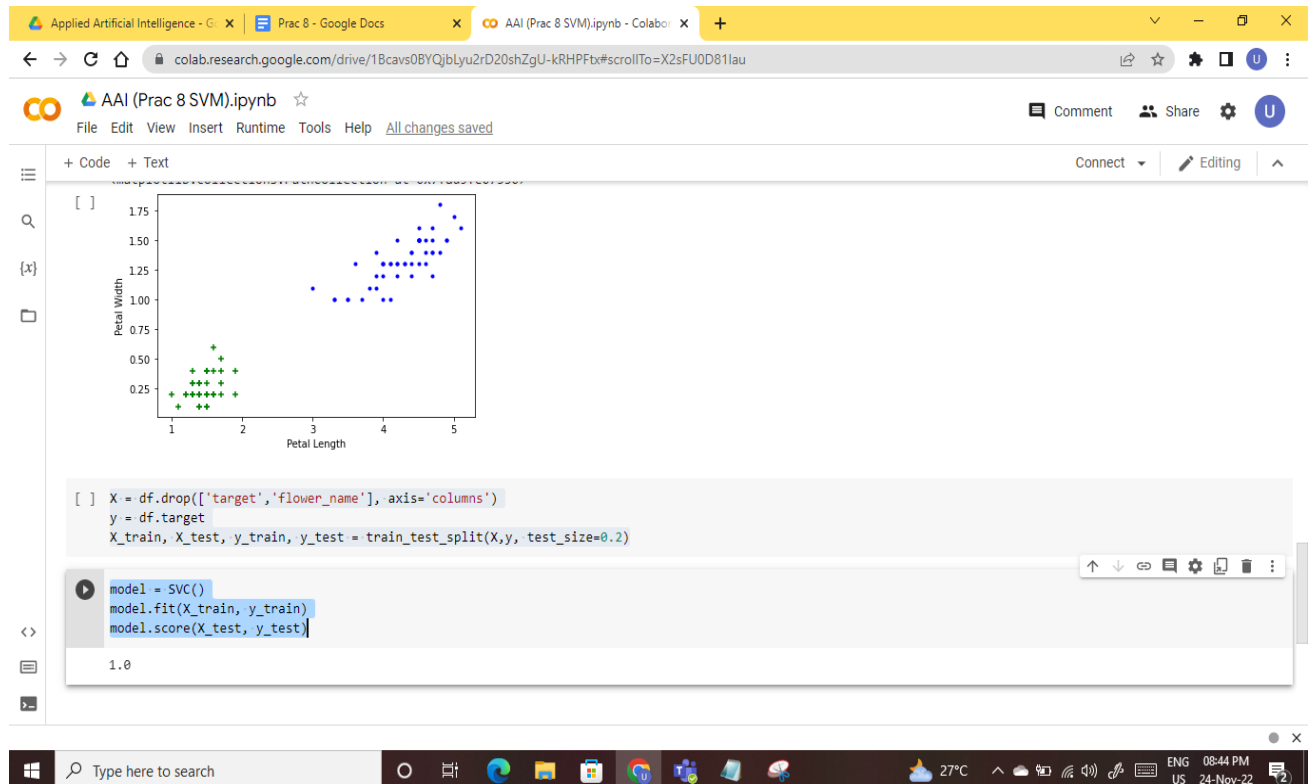 Applied Artificial Intelligence - G
Prac 8 - Google Docs
AAI (Prac 8 SVM).ipynb - Colabor
colab.research.google.com/drive/1Bcavs0BYQjbLyu2rD20shZgU-kRHPFtx#scrollTo=X2sFU0D81Iau
U
CO
AAI (Prac 8 SVM).ipynb
Comment
Share
U
File Edit View Insert Runtime Tools Help All changes saved
+ Code + Text
Connect
Editing
[ ]
{x}
1.75
1.50
1.25
1.00
0.75
0.50
0.25
Petal Width
1 2 3 4 5
Petal Length
[ ] X = df.drop(['target','flower_name'], axis='columns')
y = df.target
X_train, X_test, y_train, y_test = train_test_split(X,y, test_size=0.2)
model = SVC()
model.fit(X_train, y_train)
model.score(X_test, y_test)
1.0
Type here to search
27°C
ENG
US
08:44 PM
24-Nov-22
2